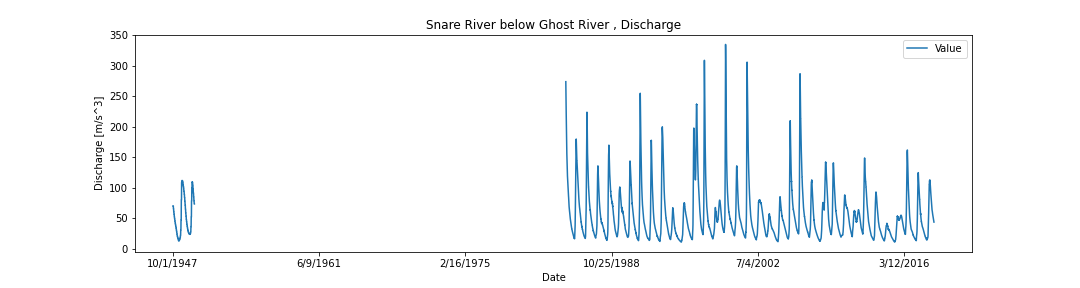 Snare River below Ghost River , Discharge
Value
Discharge [m/s^3]
350
300
250
200
150
100
50
0
10/1/1947 6/9/1961 2/16/1975 10/25/1988 7/4/2002 3/12/2016
Date